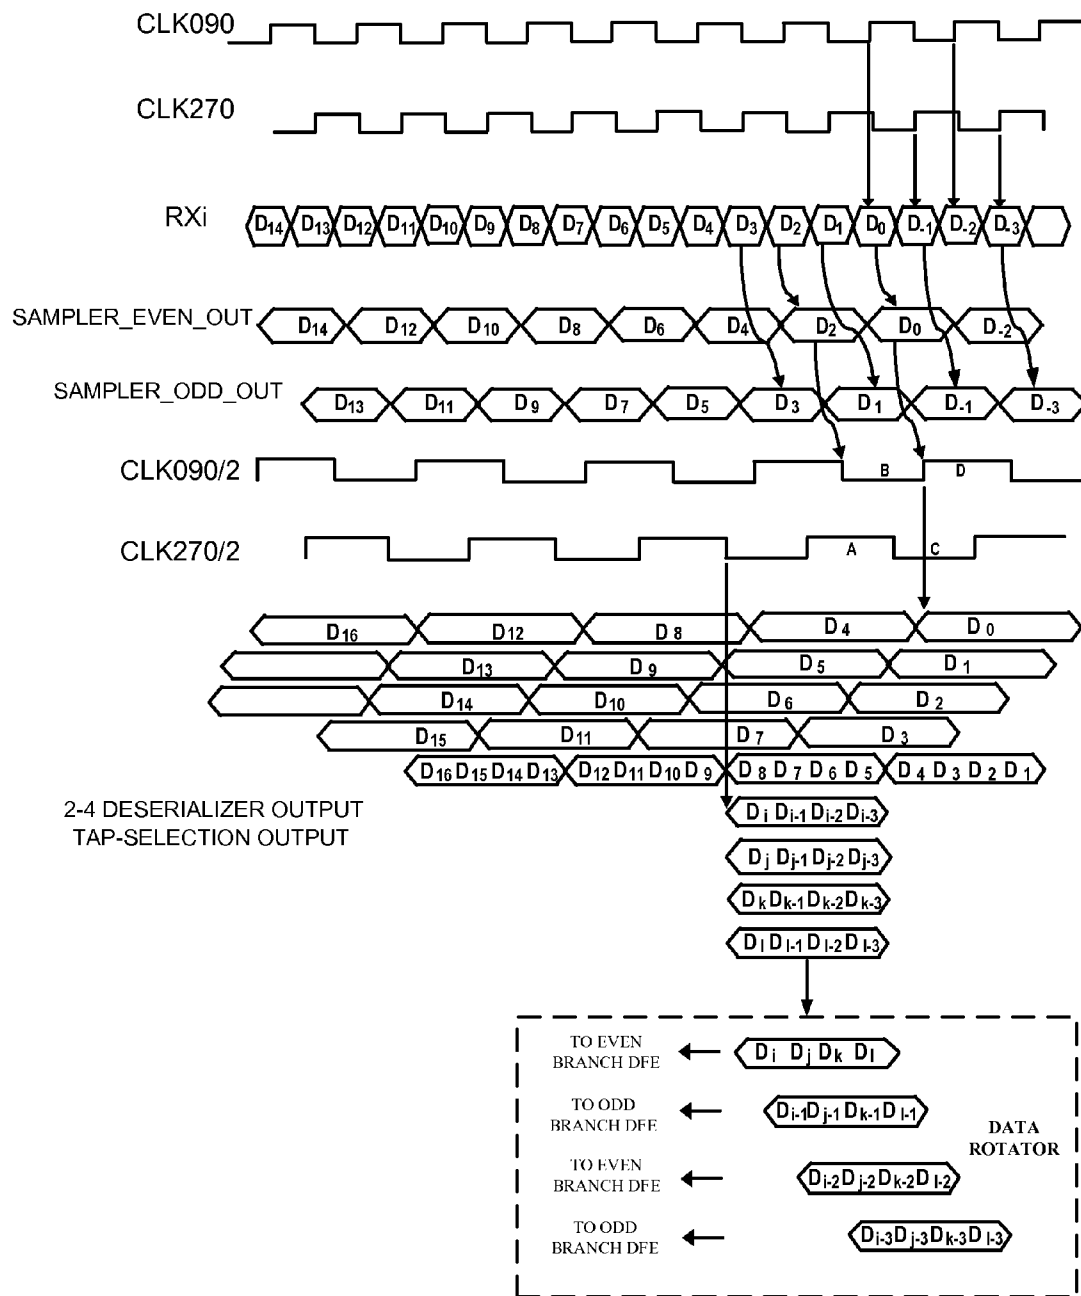 CLK090
CLK270
RXi D14 D13 D12 D11 D10 D9 D8 D7 D6 D5 D4 D3 D2 D1 D0 D-1 D-2 D-3
SAMPLER_EVEN_OUT D14 D12 D10 D8 D6 D4 D2 D0 D-2
SAMPLER_ODD_OUT D13 D11 D9 D7 D5 D3 D1 D-1 D-3
CLK090/2 B D
CLK270/2 A C
D16 D12 D8 D4 D0
D13 D9 D5 D1
D14 D10 D6 D2
D15 D11 D7 D3
D16 D15 D14 D13 D12 D11 D10 D9 D8 D7 D6 D5 D4 D3 D2 D1
2-4 DESERIALIZER OUTPUT
TAP-SELECTION OUTPUT
Di Di-1 Di-2 Di-3
Dj Dj-1 Dj-2 Dj-3
Dk Dk-1 Dk-2 Dk-3
Dl Dl-1 Dl-2 Dl-3
TO EVEN
BRANCH DFE
Di Dj Dk Dl
TO ODD
BRANCH DFE
Di-1 Dj-1 Dk-1 Dl-1
DATA
ROTATOR
TO EVEN
BRANCH DFE
Di-2 Dj-2 Dk-2 Dl-2
TO ODD
BRANCH DFE
Di-3 Dj-3 Dk-3 Dl-3